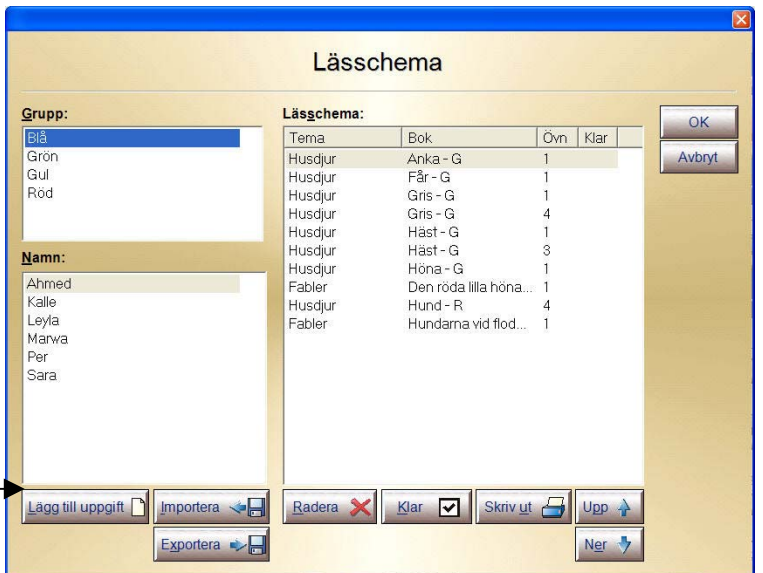 Lässchema
Grupp:
Blå
Grön
Gul
Röd
Namn:
Ahmed
Kalle
Leyla
Marwa
Per
Sara
Lägg till uppgift
Importera
Exportera
Lässchema:
Tema Bok Övn Klar
Husdjur Anka - G 1
Husdjur Får - G 1
Husdjur Gris - G 1
Husdjur Gris - G 4
Husdjur Häst - G 1
Husdjur Häst - G 3
Husdjur Höna - G 1
Fabler Den röda lilla höna... 1
Husdjur Hund - R 4
Fabler Hundarna vid flod... 1
Radera
Klar
Skriv ut
Upp
Ner
OK
Avbryt